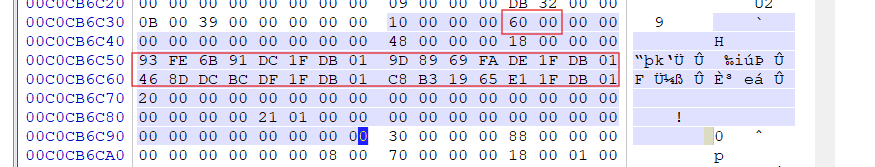 00C0CB6C20 00 00 00 00 00 00 00 00 09 00 00 00 DB 32 00 00 Û2
00C0CB6C30 0B 00 39 00 00 00 00 00 10 00 00 00 60 00 00 00 9 `
00C0CB6C40 00 00 00 00 00 00 00 00 48 00 00 00 18 00 00 00 H
00C0CB6C50 93 FE 6B 91 DC 1F DB 01 9D 89 69 FA DE 1F DB 01 “þk‘Ü Û ‰iúÞ Û
00C0CB6C60 46 8D DC BC DF 1F DB 01 C8 B3 19 65 E1 1F DB 01 F Ü¼ß Û È³ eá Û
00C0CB6C70 20 00 00 00 00 00 00 00 00 00 00 00 00 00 00 00
00C0CB6C80 00 00 00 00 21 01 00 00 00 00 00 00 00 00 00 00 !
00C0CB6C90 00 00 00 00 00 00 00 00 30 00 00 00 88 00 00 00 0 ˆ
00C0CB6CA0 00 00 00 00 00 00 08 00 70 00 00 00 18 00 01 00 p